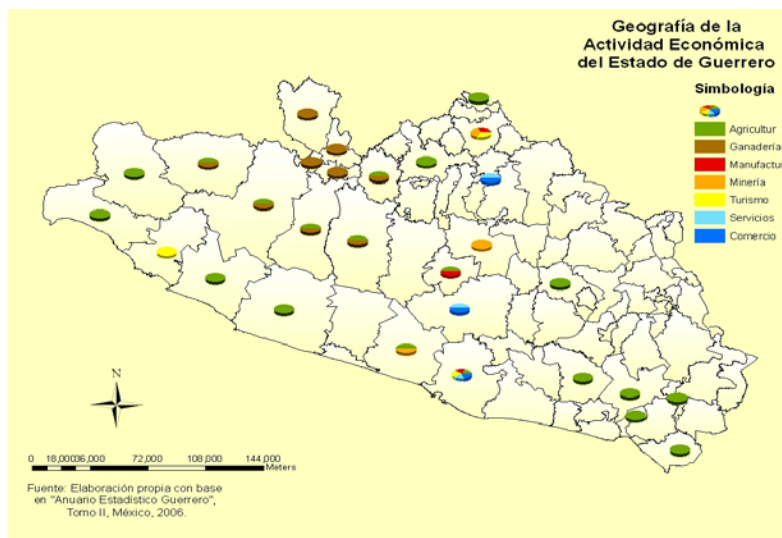 Geografía de la
Actividad Económica
del Estado de Guerrero
Simbología
Agricultur
Ganadería
Manufactur
Minería
Turismo
Servicios
Comercio
N
0 18,00036,000 72,000 108,000 144,000
Meters
Fuente: Elaboración propia con base
en "Anuario Estadístico Guerrero",
Tomo II, México, 2006.